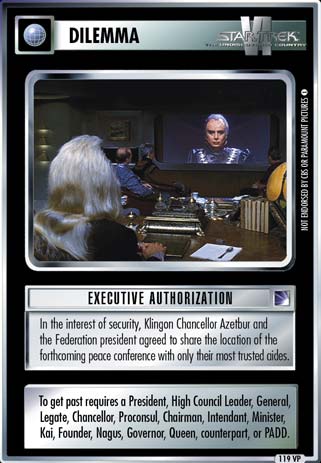 DILEMMA
STAR TREK VI
THE UNDISCOVERED COUNTRY
NOT ENDORSED BY CBS OR PARAMOUNT PICTURES
EXECUTIVE AUTHORIZATION
In the interest of security, Klingon Chancellor Azetbur and
the Federation president agreed to share the location of the
forthcoming peace conference with only their most trusted aides.
To get past requires a President, High Council Leader, General,
Legate, Chancellor, Proconsul, Chairman, Intendant, Minister,
Kai, Founder, Nagus, Governor, Queen, counterpart, or PADD.
119 VP